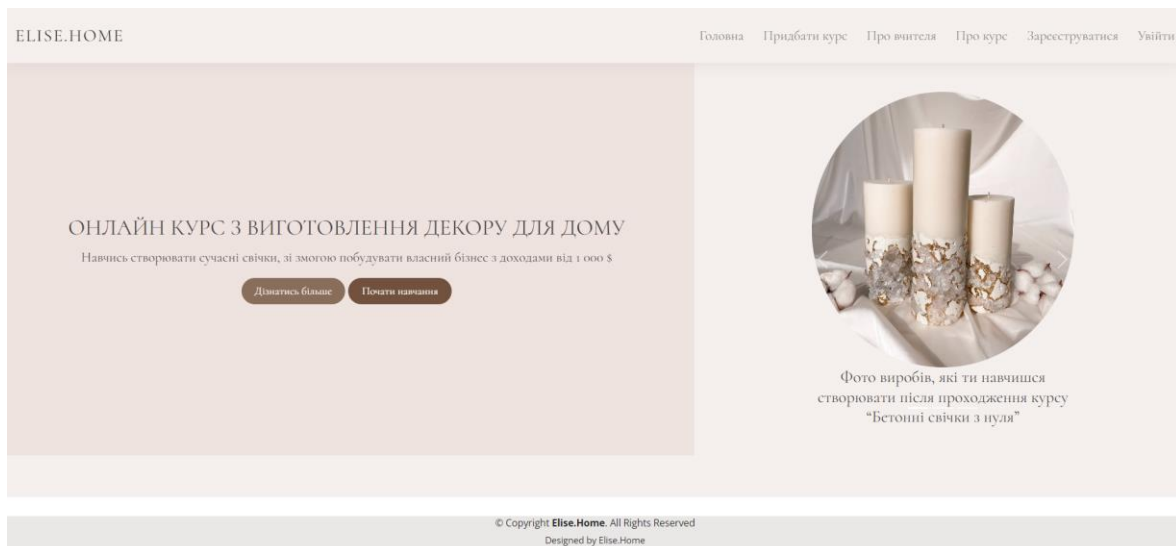 ELISE.HOME
Головна Придбати курс Про вчителя Про курс Зареєструватися Увійти
ОНЛАЙН КУРС З ВИГОТОВЛЕННЯ ДЕКОРУ ДЛЯ ДОМУ
Навчись створювати сучасні свічки, зі змогою побудувати власний бізнес з доходами від 1 000 $
Дізнатись більше Почати навчання
Фото виробів, які ти навчишся
створювати після проходження курсу
“Бетонні свічки з нуля”
© Copyright Elise.Home. All Rights Reserved
Designed by Elise.Home